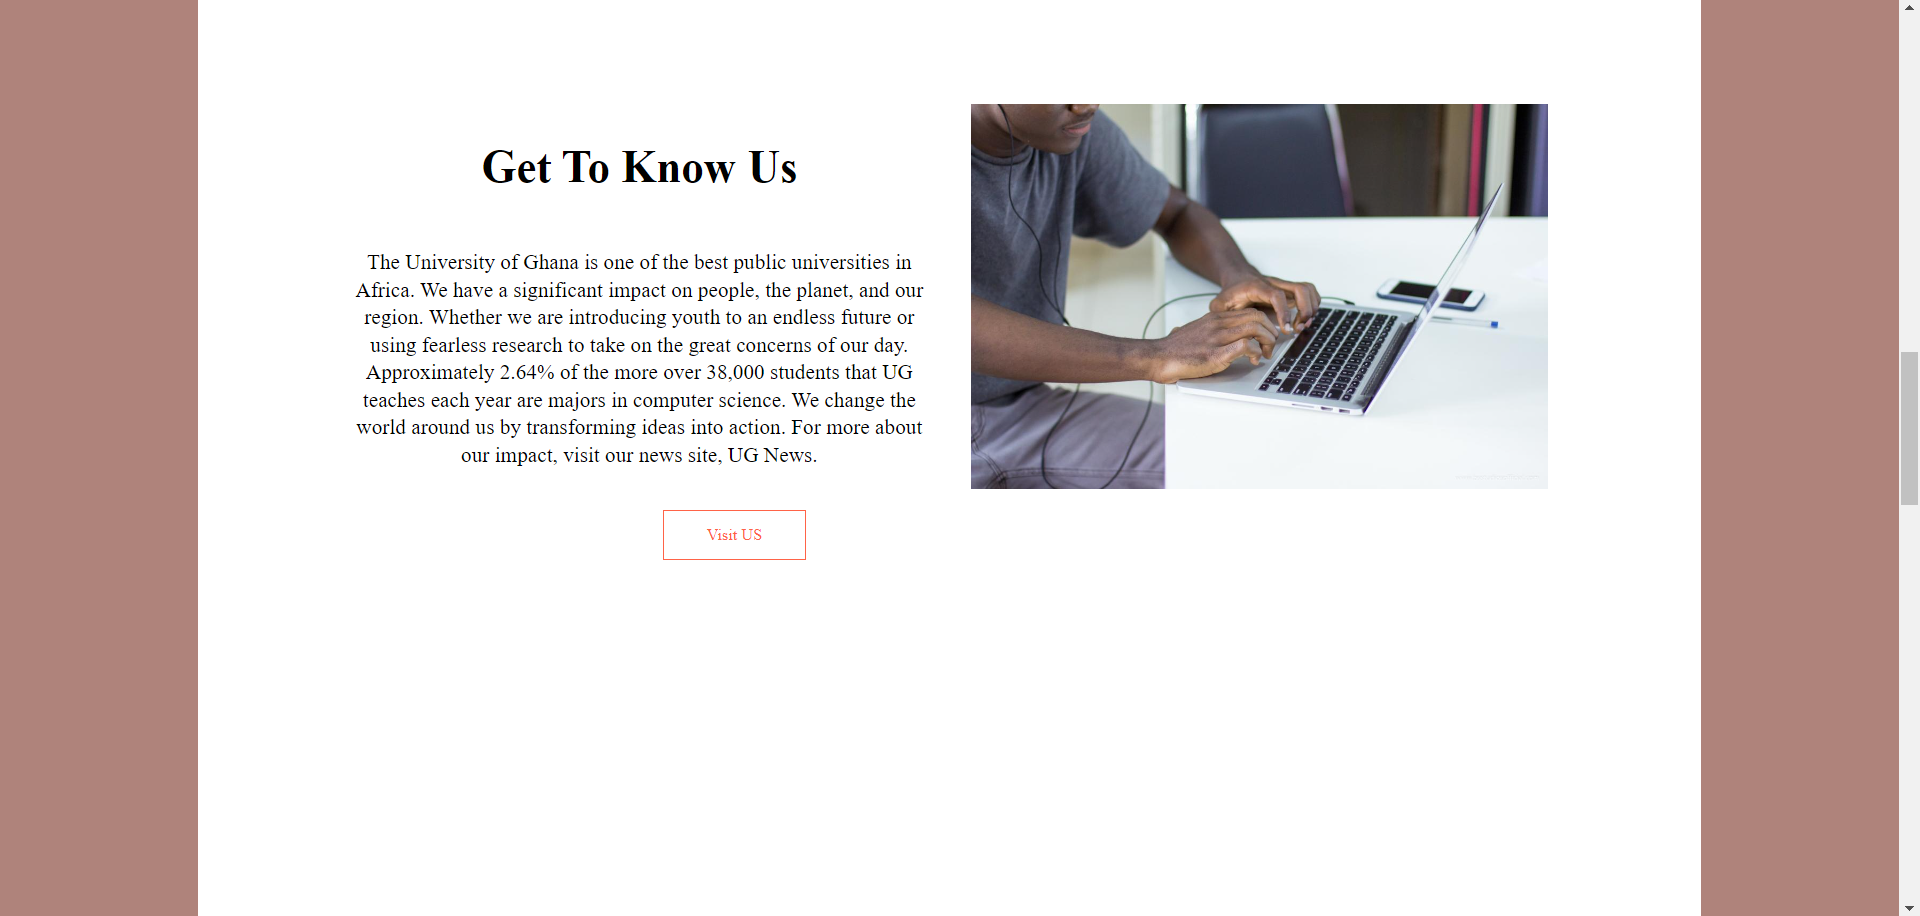 Get To Know Us
The University of Ghana is one of the best public universities in
Africa. We have a significant impact on people, the planet, and our
region. Whether we are introducing youth to an endless future or
using fearless research to take on the great concerns of our day.
Approximately 2.64% of the more over 38,000 students that UG
teaches each year are majors in computer science. We change the
world around us by transforming ideas into action. For more about
our impact, visit our news site, UG News.
Visit US